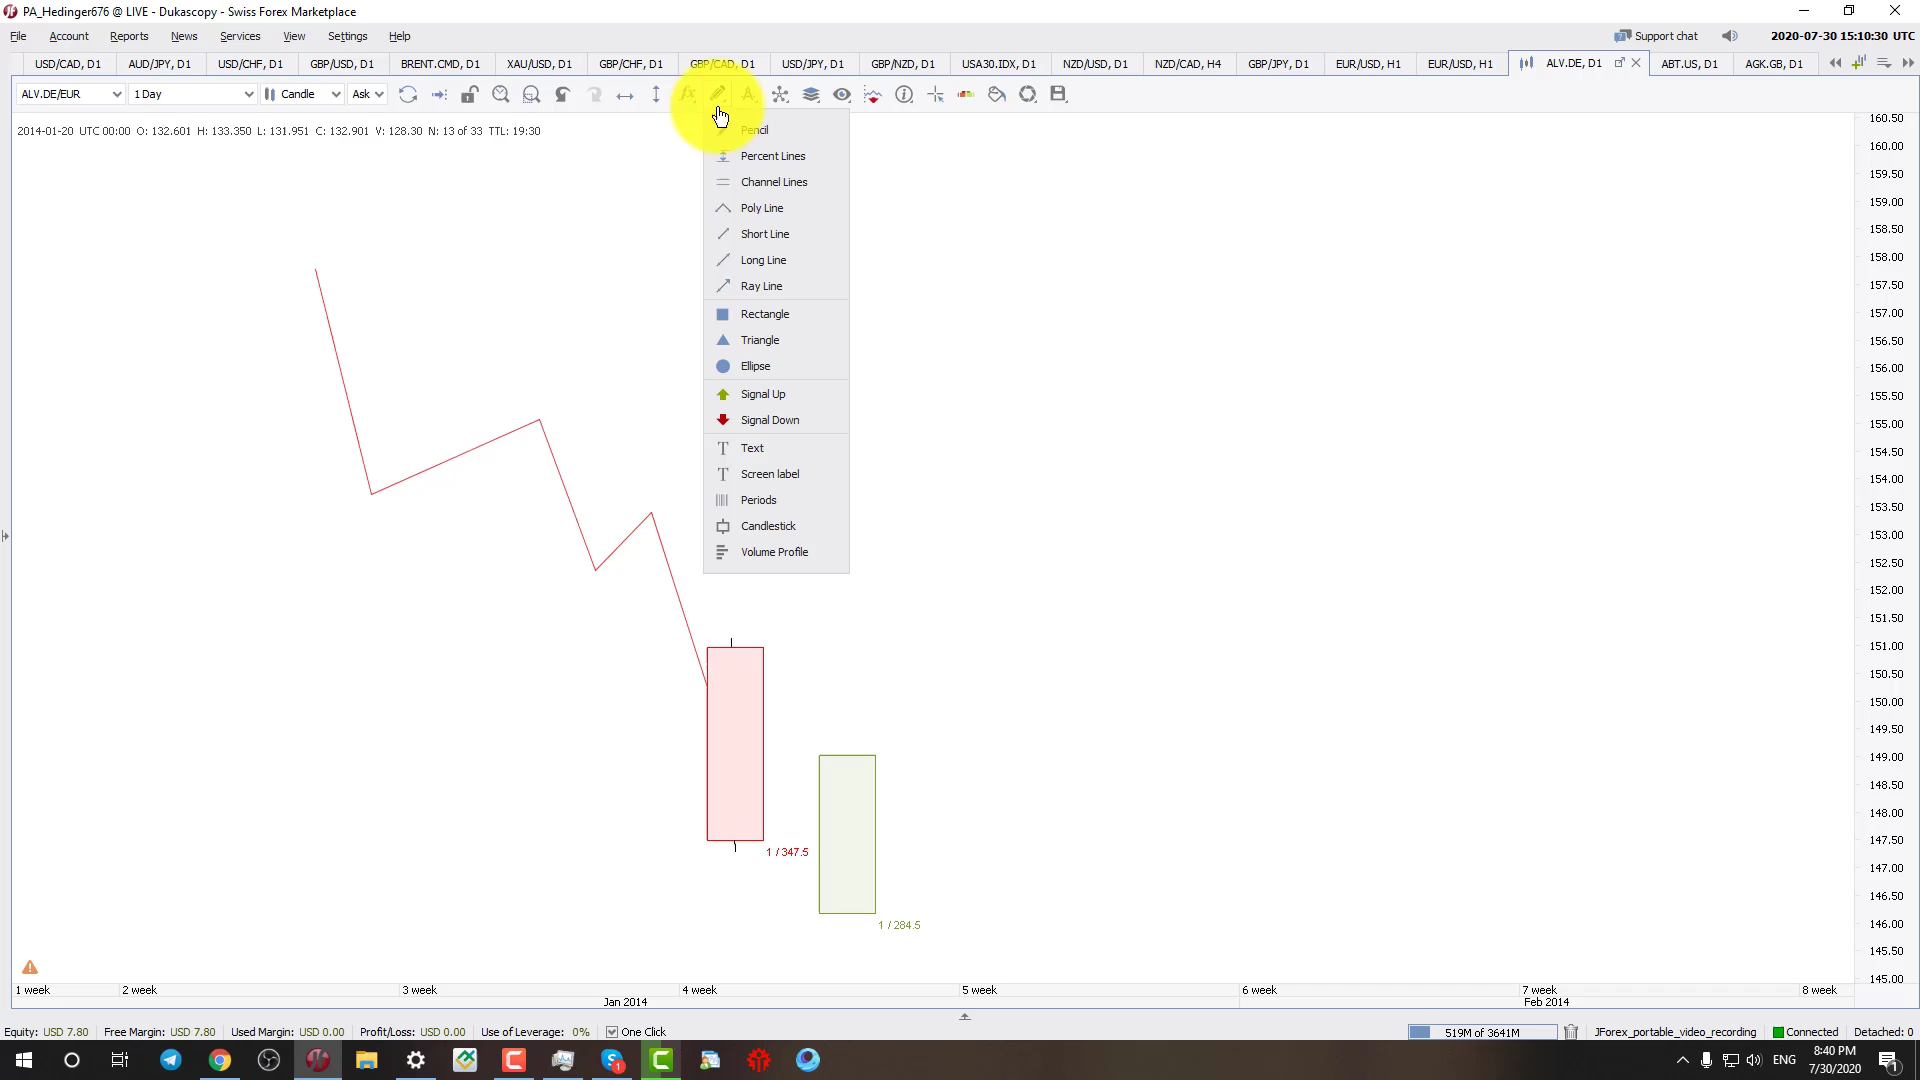 PA_Hedinger676 @ LIVE - Dukascopy - Swiss Forex Marketplace
File Account Reports News Services View Settings Help Support chat 2020-07-30 15:10:30 UTC
USD/CAD, D1 AUD/JPY, D1 USD/CHF, D1 GBP/USD, D1 BRENT.CMD, D1 XAU/USD, D1 GBP/CHF, D1 GBP/CAD, D1 USD/JPY, D1 GBP/NZD, D1 USA30.IDX, D1 NZD/USD, D1 NZD/CAD, H4 GBP/JPY, D1 EUR/USD, H1 EUR/USD, H1 ALV.DE, D1 ABT.US, D1 AGK.GB, D1
ALV.DE/EUR 1 Day Candle Ask
2014-01-20 UTC 00:00 O: 132.601 H: 133.350 L: 131.951 C: 132.901 V: 128.30 N: 13 of 33 TTL: 19:30
Pencil
Percent Lines
Channel Lines
Poly Line
Short Line
Long Line
Ray Line
Rectangle
Triangle
Ellipse
Signal Up
Signal Down
Text
Screen label
Periods
Candlestick
Volume Profile
160.50
160.00
159.50
159.00
158.50
158.00
157.50
157.00
156.50
156.00
155.50
155.00
154.50
154.00
153.50
153.00
152.50
152.00
151.50
151.00
150.50
150.00
149.50
149.00
148.50
148.00
147.50
147.00
146.50
146.00
145.50
145.00
1 / 347.5
1 / 284.5
1 week 2 week 3 week 4 week 5 week 6 week 7 week 8 week
Jan 2014 Feb 2014
Equity: USD 7.80 Free Margin: USD 7.80 Used Margin: USD 0.00 Profit/Loss: USD 0.00 Use of Leverage: 0% One Click 519M of 3641M JForex_portable_video_recording Connected Detached: 0
ENG 8:40 PM
7/30/2020